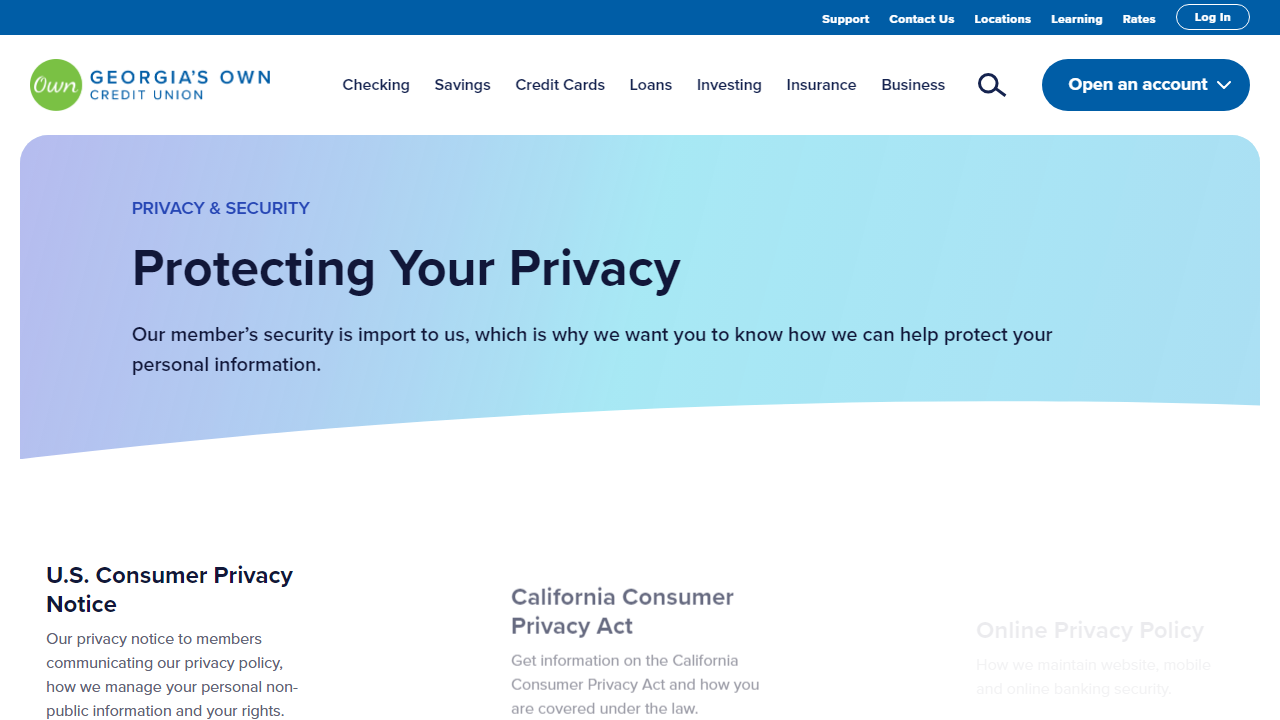 Support Contact Us Locations Learning Rates Log In
Own GEORGIA'S OWN
CREDIT UNION
Checking Savings Credit Cards Loans Investing Insurance Business Open an account
PRIVACY & SECURITY
Protecting Your Privacy
Our member's security is import to us, which is why we want you to know how we can help protect your
personal information.
U.S. Consumer Privacy
Notice
Our privacy notice to members
communicating our privacy policy,
how we manage your personal non-
public information and your rights.
California Consumer
Privacy Act
Get information on the California
Consumer Privacy Act and how you
are covered under the law.
Online Privacy Policy
How we maintain website, mobile
and online banking security.